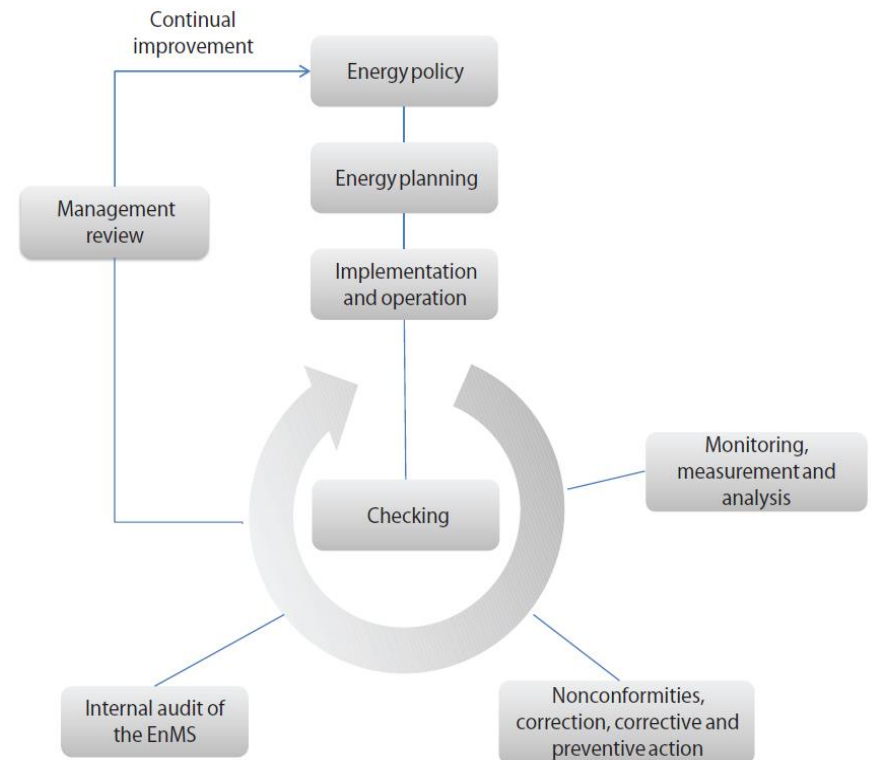 Continual
improvement
Energy policy
Energy planning
Management
review
Implementation
and operation
Monitoring,
measurement and
analysis
Checking
Internal audit of
the EnMS
Nonconformities,
correction, corrective and
preventive action